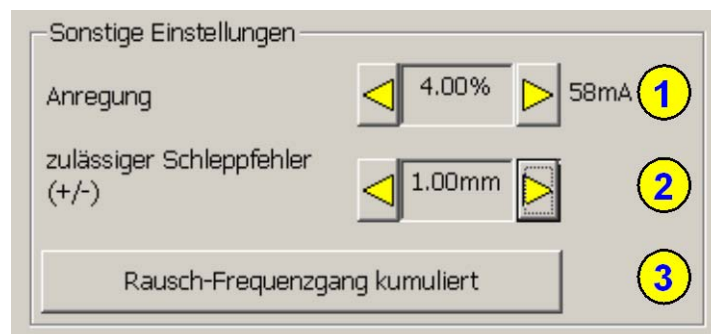 Sonstige Einstellungen
Anregung 4.00% 58mA 1
zulässiger Schleppfehler
(+/-) 1.00mm 2
Rausch-Frequenzgang kumuliert 3